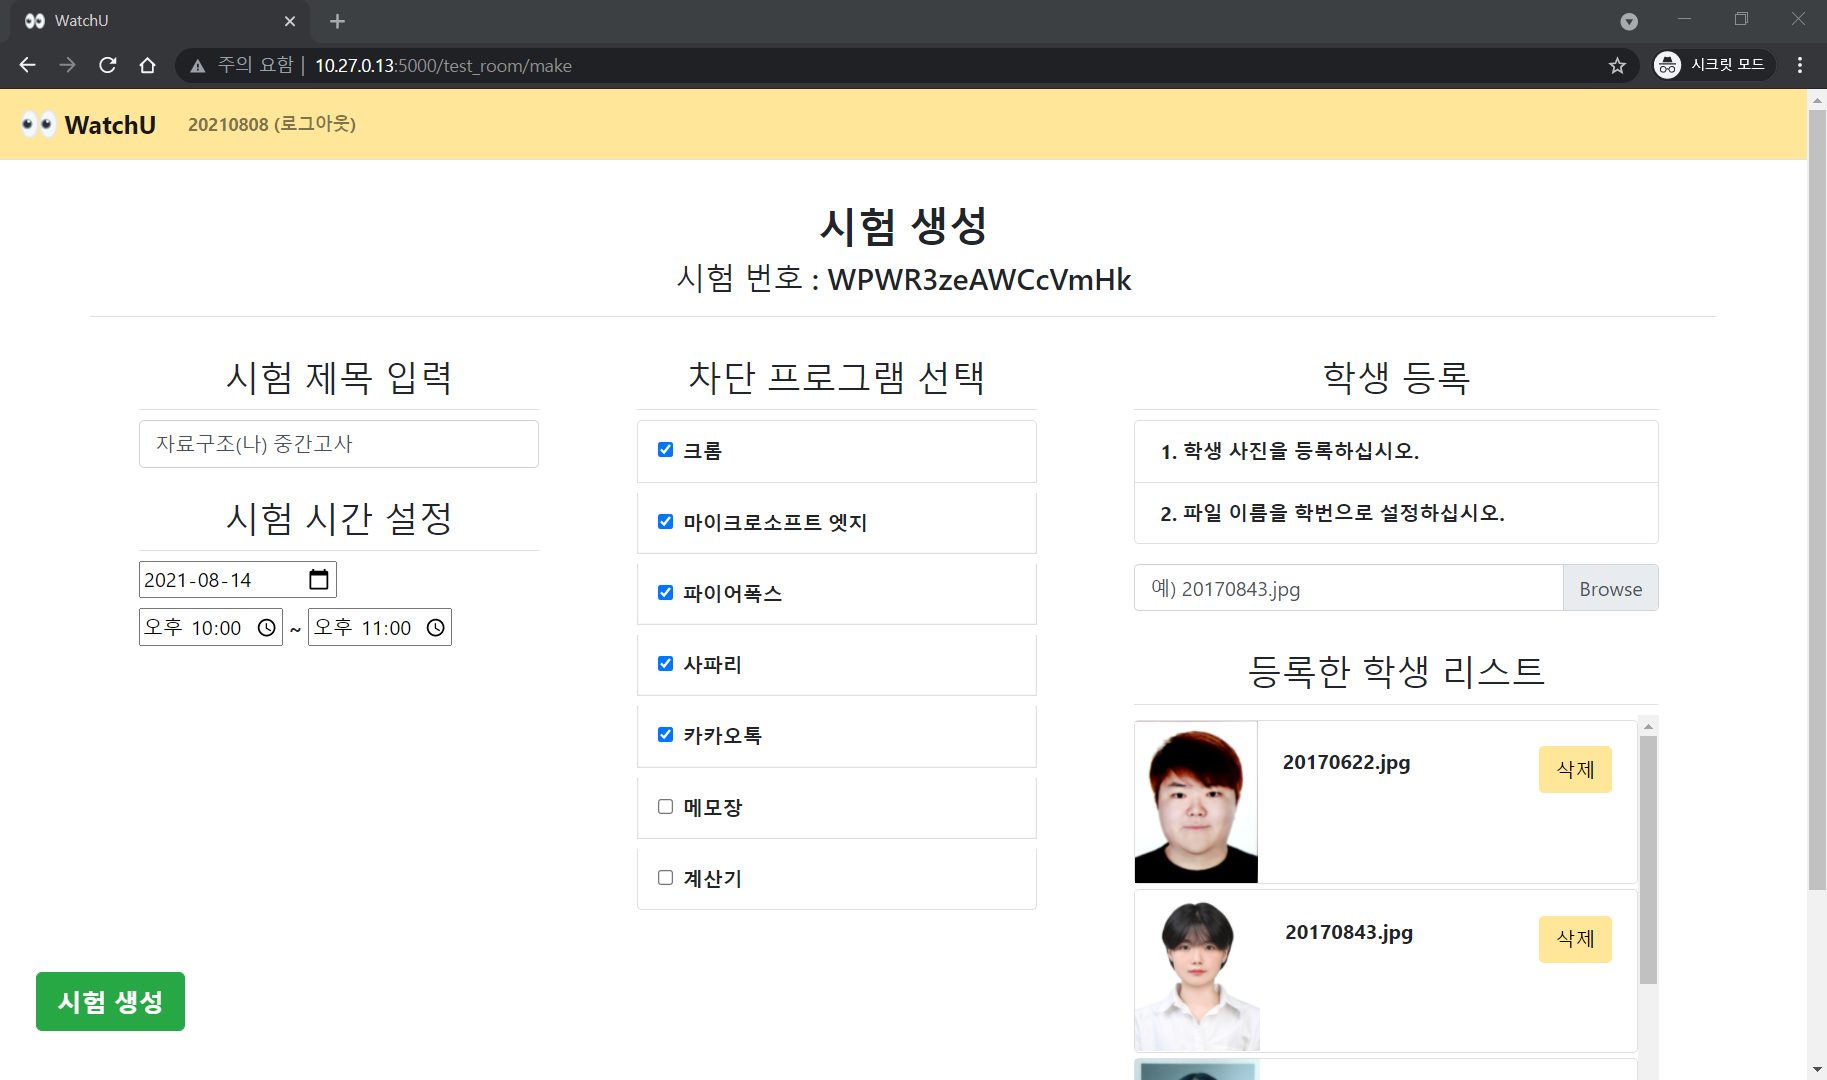 WatchU
주의 요함 | 10.27.0.13:5000/test_room/make
시크릿 모드
WatchU 20210808 (로그아웃)
시험 생성
시험 번호 : WPWR3zeAWCcVmHk
시험 제목 입력
자료구조(나) 중간고사
시험 시간 설정
2021-08-14
오후 10:00 ~ 오후 11:00
차단 프로그램 선택
크롬
마이크로소프트 엣지
파이어폭스
사파리
카카오톡
메모장
계산기
학생 등록
1. 학생 사진을 등록하십시오.
2. 파일 이름을 학번으로 설정하십시오.
예) 20170843.jpg Browse
등록한 학생 리스트
20170622.jpg 삭제
20170843.jpg 삭제
시험 생성